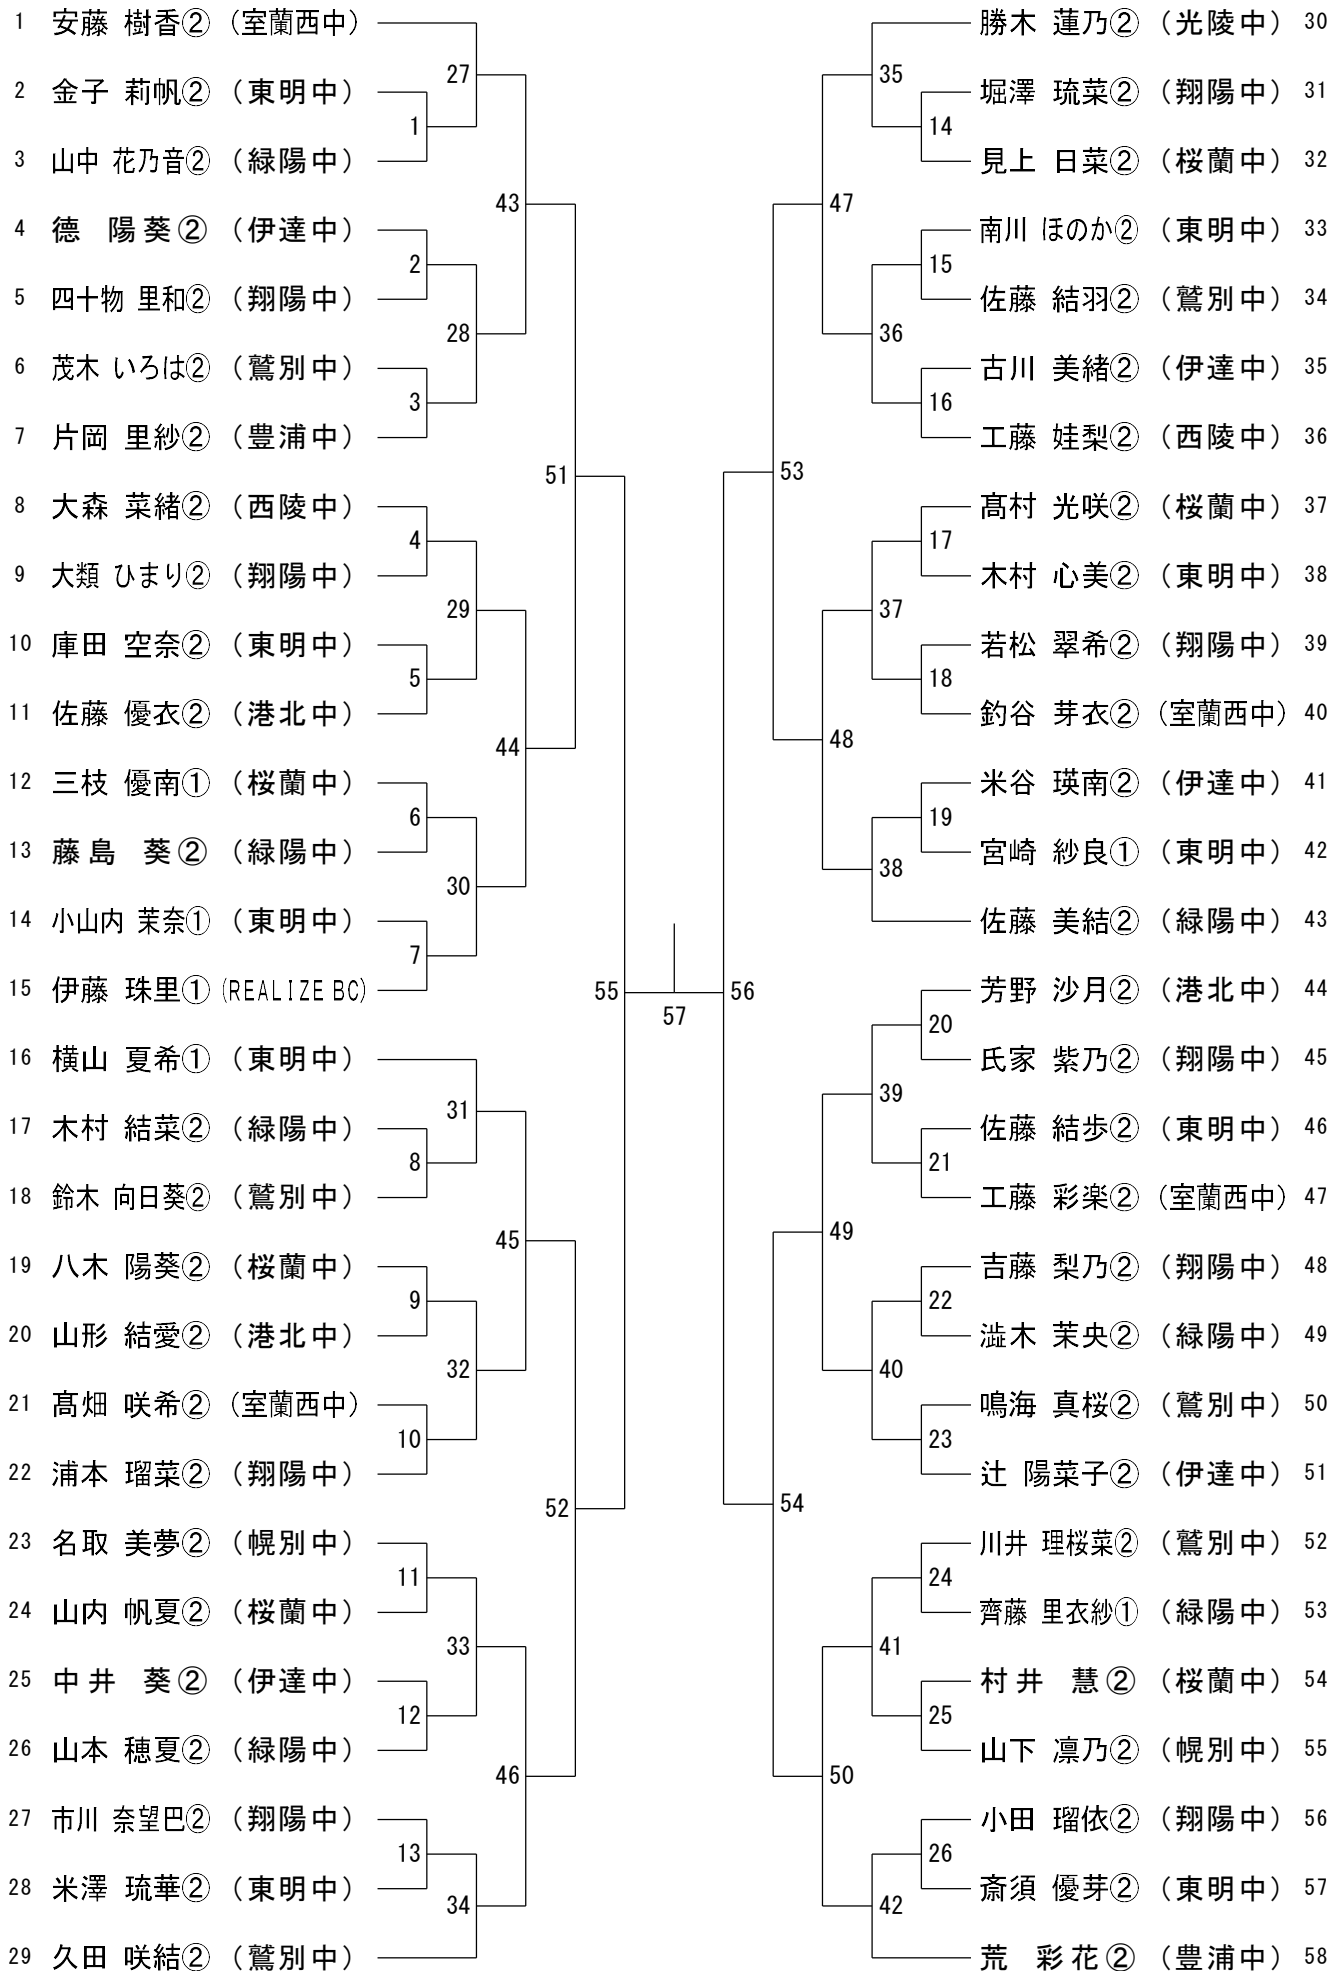 1 安藤 樹香② (室蘭西中)
2 金子 莉帆② (東明中)
3 山中 花乃音② (緑陽中)
4 德 陽葵② (伊達中)
5 四十物 里和② (翔陽中)
6 茂木 いろは② (鷲別中)
7 片岡 里紗② (豊浦中)
8 大森 菜緒② (西陵中)
9 大類 ひまり② (翔陽中)
10 庫田 空奈② (東明中)
11 佐藤 優衣② (港北中)
12 三枝 優南① (桜蘭中)
13 藤島 葵② (緑陽中)
14 小山内 茉奈① (東明中)
15 伊藤 珠里① (REALIZE BC)
16 横山 夏希① (東明中)
17 木村 結菜② (緑陽中)
18 鈴木 向日葵② (鷲別中)
19 八木 陽葵② (桜蘭中)
20 山形 結愛② (港北中)
21 髙畑 咲希② (室蘭西中)
22 浦本 瑠菜② (翔陽中)
23 名取 美夢② (幌別中)
24 山内 帆夏② (桜蘭中)
25 中井 葵② (伊達中)
26 山本 穂夏② (緑陽中)
27 市川 奈望巴② (翔陽中)
28 米澤 琉華② (東明中)
29 久田 咲結② (鷲別中)
1
2
3
4
5
6
7
8
9
10
11
12
13
27
28
29
30
31
32
33
34
43
44
45
46
51
52
55
57
56
53
54
47
48
49
50
35
36
37
38
39
40
41
42
14
15
16
17
18
19
20
21
22
23
24
25
26
勝木 蓮乃② (光陵中) 30
堀澤 琉菜② (翔陽中) 31
見上 日菜② (桜蘭中) 32
南川 ほのか② (東明中) 33
佐藤 結羽② (鷲別中) 34
古川 美緒② (伊達中) 35
工藤 娃梨② (西陵中) 36
髙村 光咲② (桜蘭中) 37
木村 心美② (東明中) 38
若松 翠希② (翔陽中) 39
釣谷 芽衣② (室蘭西中) 40
米谷 瑛南② (伊達中) 41
宮崎 紗良① (東明中) 42
佐藤 美結② (緑陽中) 43
芳野 沙月② (港北中) 44
氏家 紫乃② (翔陽中) 45
佐藤 結歩② (東明中) 46
工藤 彩楽② (室蘭西中) 47
吉藤 梨乃② (翔陽中) 48
澁木 茉央② (緑陽中) 49
鳴海 真桜② (鷲別中) 50
辻 陽菜子② (伊達中) 51
川井 理桜菜② (鷲別中) 52
齊藤 里衣紗① (緑陽中) 53
村井 慧② (桜蘭中) 54
山下 凛乃② (幌別中) 55
小田 瑠依② (翔陽中) 56
斎須 優芽② (東明中) 57
荒 彩花② (豊浦中) 58